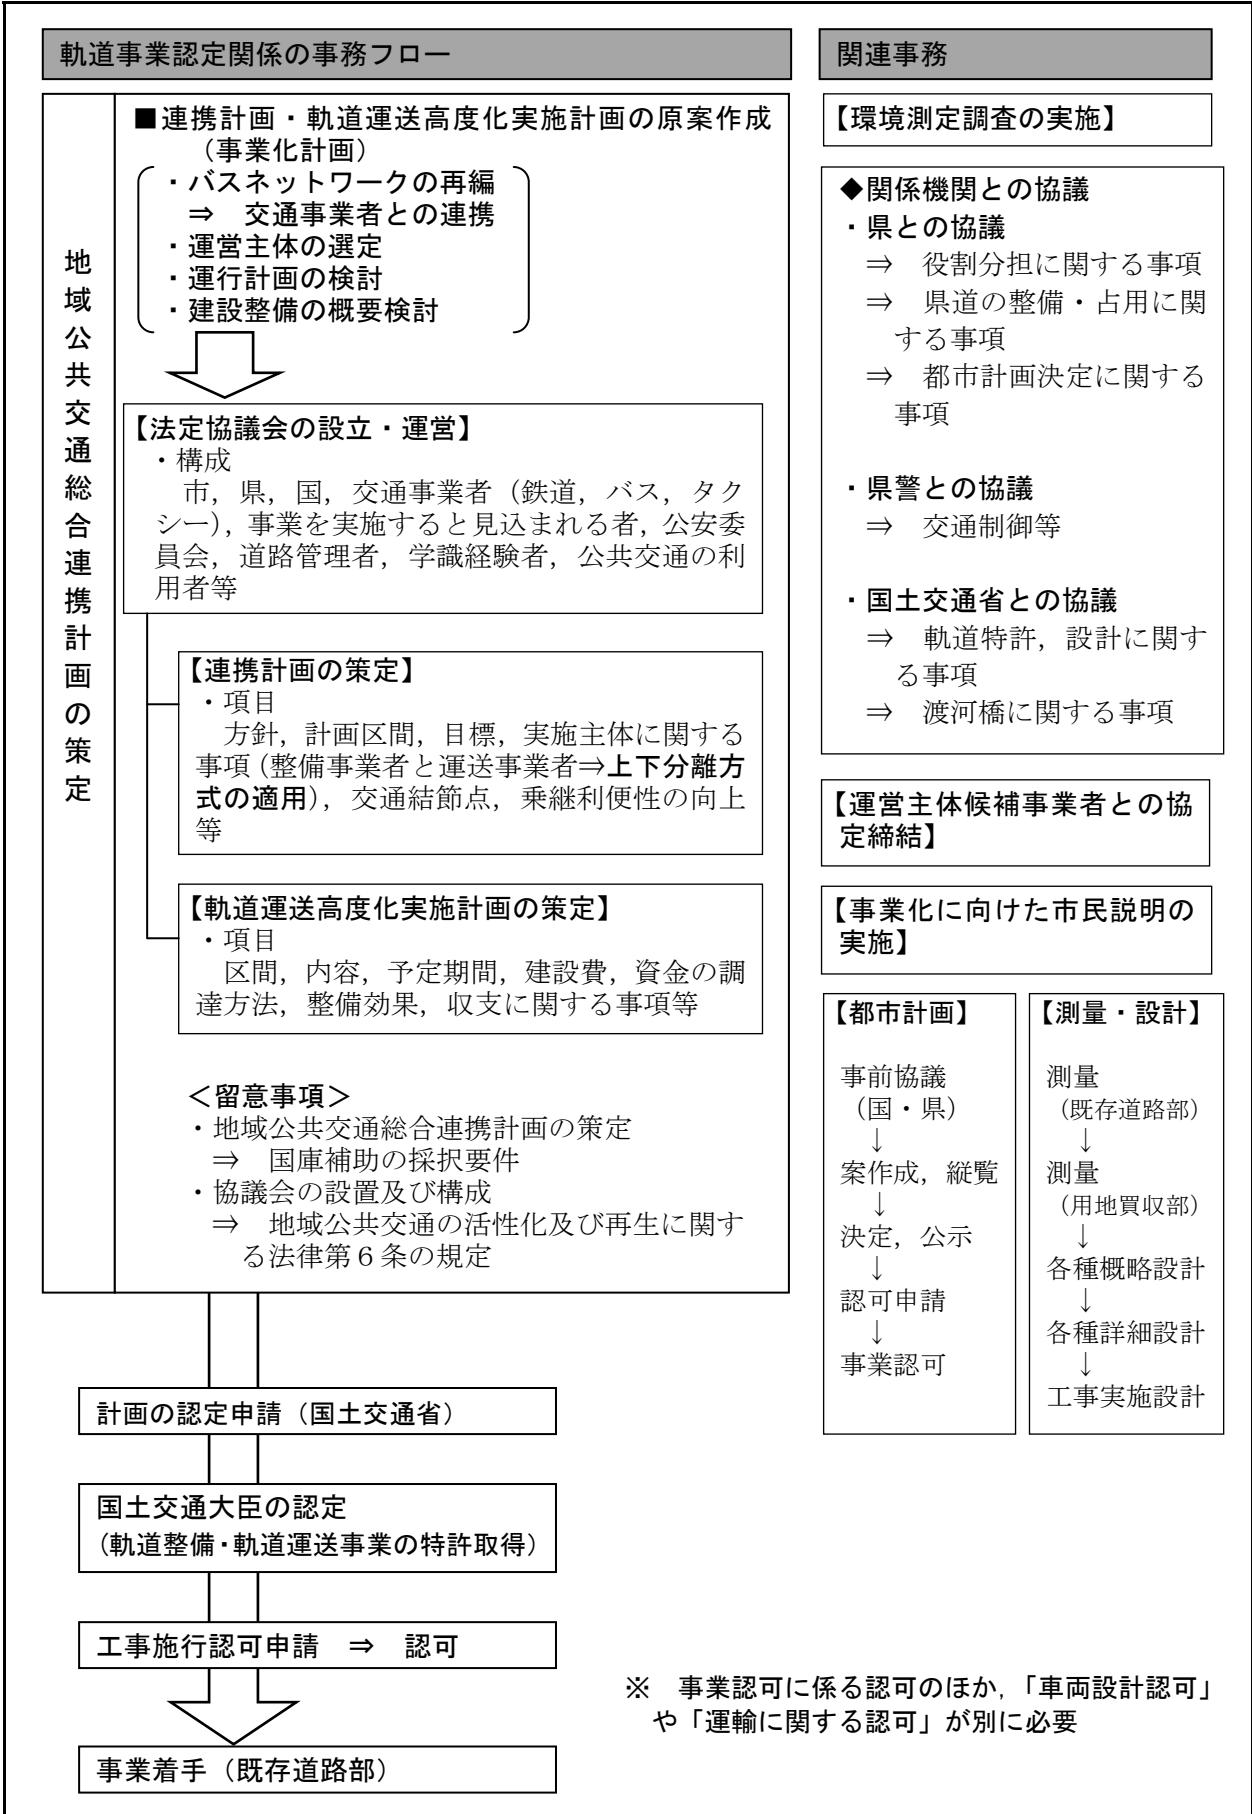 軌道事業認定関係の事務フロー
地域公共交通総合連携計画の策定
■連携計画・軌道運送高度化実施計画の原案作成
（事業化計画）
・バスネットワークの再編
⇒　交通事業者との連携
・運営主体の選定
・運行計画の検討
・建設整備の概要検討
【法定協議会の設立・運営】
・構成
市，県，国，交通事業者（鉄道，バス，タク
シー），事業を実施すると見込まれる者，公安委
員会，道路管理者，学識経験者，公共交通の利
用者等
【連携計画の策定】
・項目
方針，計画区間，目標，実施主体に関する
事項（整備事業者と運送事業者⇒上下分離方
式の適用），交通結節点，乗継利便性の向上
等
【軌道運送高度化実施計画の策定】
・項目
区間，内容，予定期間，建設費，資金の調
達方法，整備効果，収支に関する事項等
＜留意事項＞
・地域公共交通総合連携計画の策定
⇒　国庫補助の採択要件
・協議会の設置及び構成
⇒　地域公共交通の活性化及び再生に関す
る法律第６条の規定
計画の認定申請（国土交通省）
国土交通大臣の認定
（軌道整備・軌道運送事業の特許取得）
工事施行認可申請　⇒　認可
事業着手（既存道路部）
関連事務
【環境測定調査の実施】
◆関係機関との協議
・県との協議
⇒　役割分担に関する事項
⇒　県道の整備・占用に関
する事項
⇒　都市計画決定に関する
事項
・県警との協議
⇒　交通制御等
・国土交通省との協議
⇒　軌道特許，設計に関す
る事項
⇒　渡河橋に関する事項
【運営主体候補事業者との協
定締結】
【事業化に向けた市民説明の
実施】
【都市計画】
事前協議
（国・県）
↓
案作成，縦覧
↓
決定，公示
↓
認可申請
↓
事業認可
【測量・設計】
測量
（既存道路部）
↓
測量
（用地買収部）
↓
各種概略設計
↓
各種詳細設計
↓
工事実施設計
※　事業認可に係る認可のほか，「車両設計認可」
や「運輸に関する認可」が別に必要